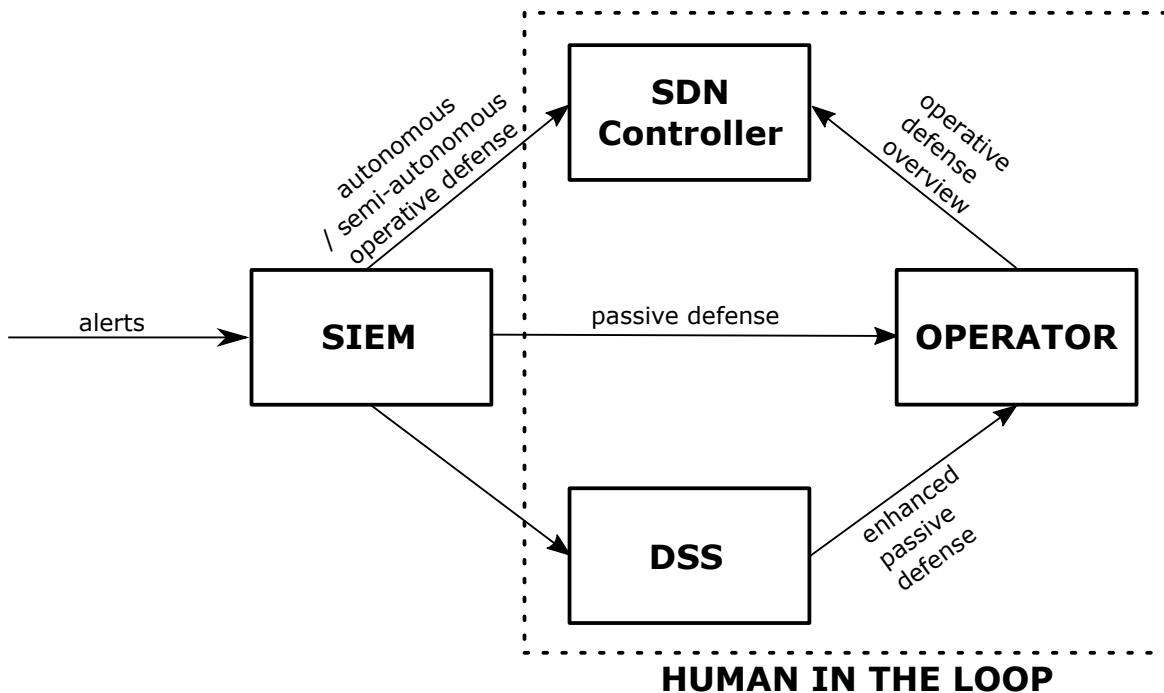 SDN
Controller
autonomous
/ semi-autonomous
operative defense
operative
defense
overview
alerts
SIEM
passive defense
OPERATOR
DSS
enhanced
passive
defense
HUMAN IN THE LOOP